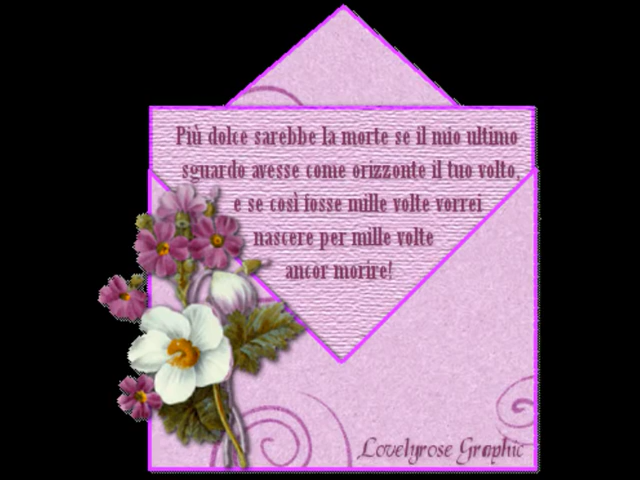 Più dolce sarebbe la morte se il mio ultimo
sguardo avesse come orizzonte il tuo volto,
e se così fosse mille volte vorrei
nascere per mille volte
ancor morire!
Lovelyrose Graphic